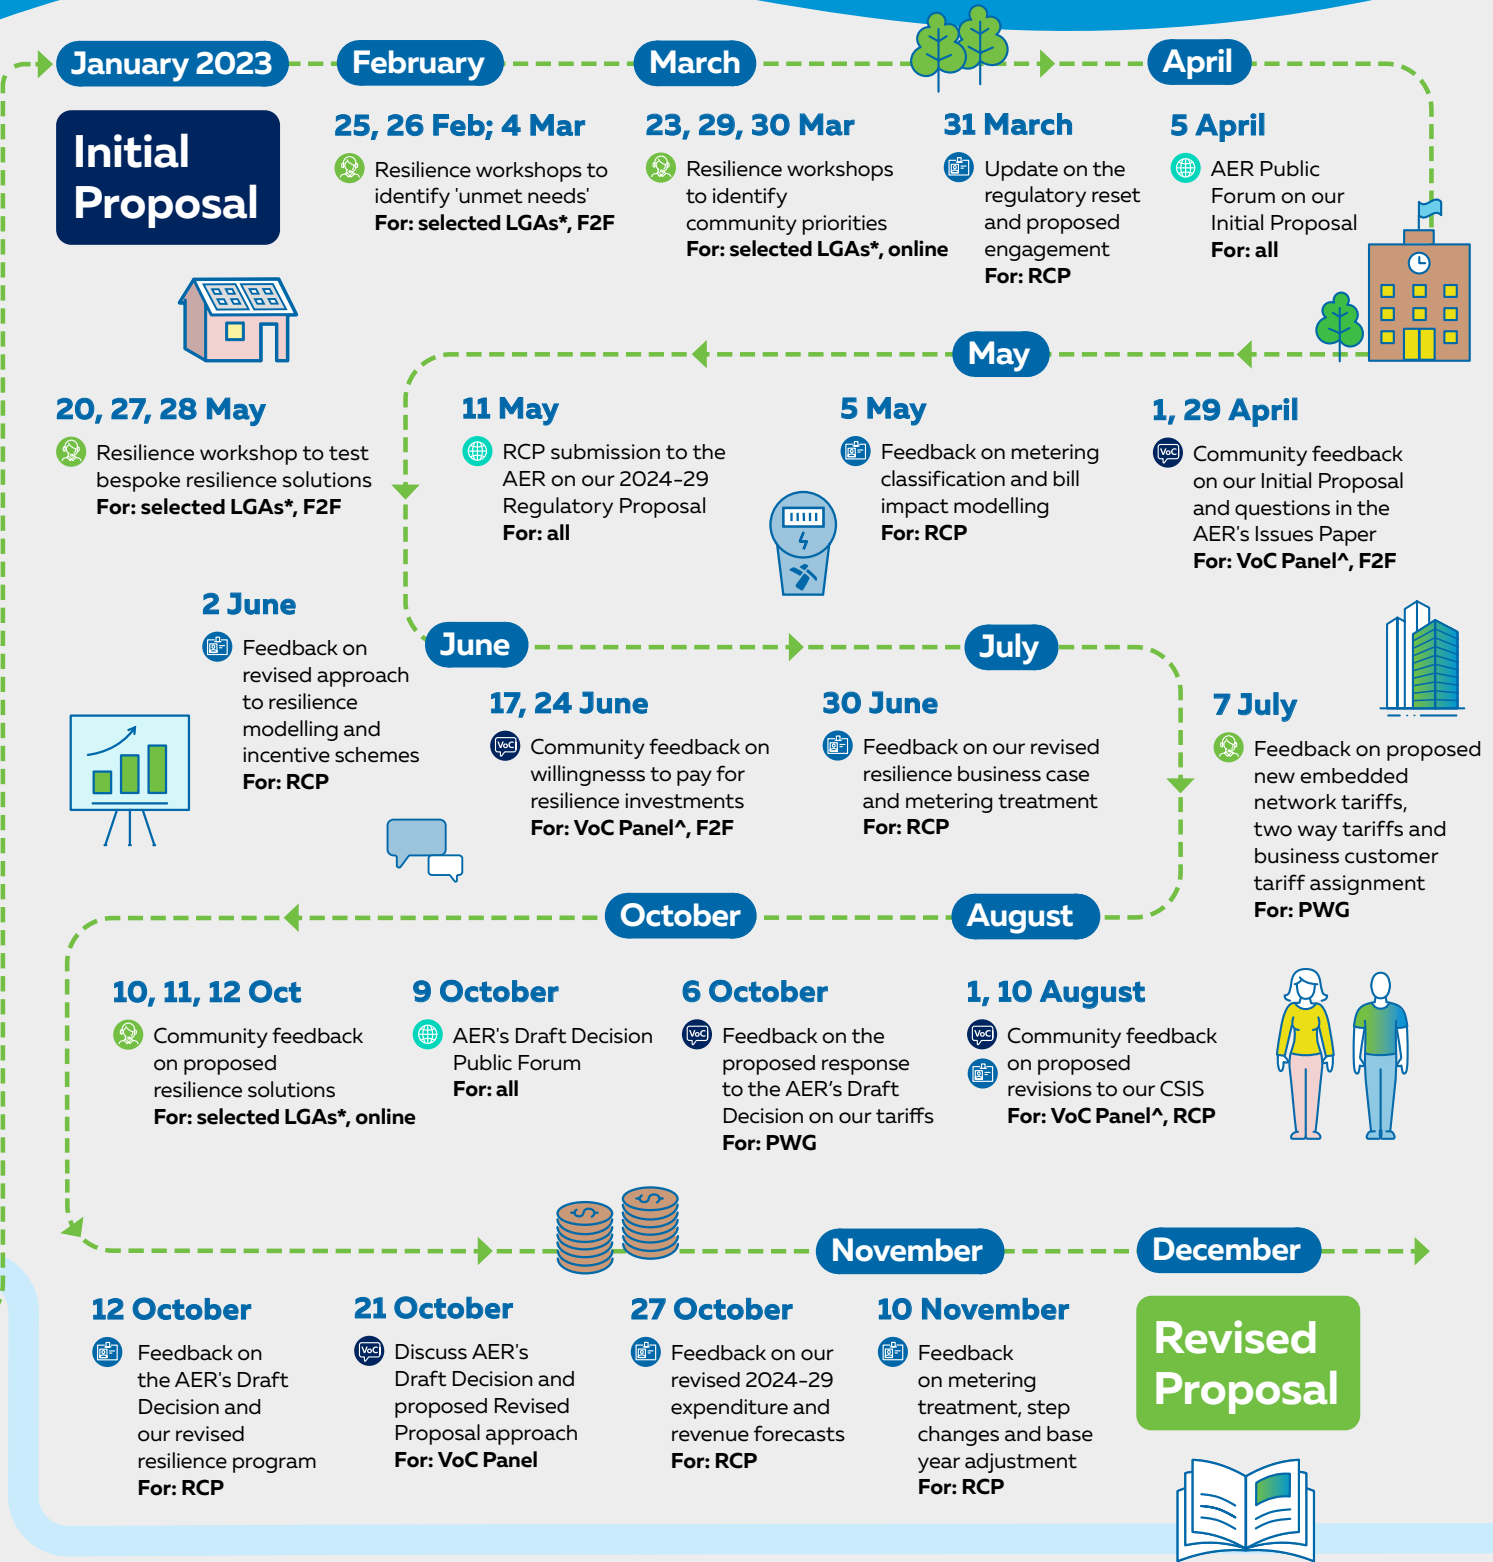 January 2023
February
March
April
Initial
Proposal
25, 26 Feb; 4 Mar
Resilience workshops to
identify 'unmet needs'
For: selected LGAs*, F2F
23, 29, 30 Mar
Resilience workshops
to identify
community priorities
For: selected LGAs*, online
31 March
Update on the
regulatory reset
and proposed
engagement
For: RCP
5 April
AER Public
Forum on our
Initial Proposal
For: all
May
20, 27, 28 May
Resilience workshop to test
bespoke resilience solutions
For: selected LGAs*, F2F
11 May
RCP submission to the
AER on our 2024-29
Regulatory Proposal
For: all
5 May
Feedback on metering
classification and bill
impact modelling
For: RCP
1, 29 April
VoC
Community feedback
on our Initial Proposal
and questions in the
AER's Issues Paper
For: VoC Panel^, F2F
2 June
Feedback on
revised approach
to resilience
modelling and
incentive schemes
For: RCP
June
July
17, 24 June
VoC
Community feedback on
willingnesss to pay for
resilience investments
For: VoC Panel^, F2F
30 June
Feedback on our revised
resilience business case
and metering treatment
For: RCP
7 July
Feedback on proposed
new embedded
network tariffs,
two way tariffs and
business customer
tariff assignment
For: PWG
October
August
10, 11, 12 Oct
Community feedback
on proposed
resilience solutions
For: selected LGAs*, online
9 October
AER's Draft Decision
Public Forum
For: all
6 October
VoC
Feedback on the
proposed response
to the AER's Draft
Decision on our tariffs
For: PWG
1, 10 August
VoC
Community feedback
on proposed
revisions to our CSIS
For: VoC Panel^, RCP
November
December
12 October
Feedback on
the AER's Draft
Decision and
our revised
resilience program
For: RCP
21 October
VoC
Discuss AER's
Draft Decision and
proposed Revised
Proposal approach
For: VoC Panel
27 October
Feedback on our
revised 2024-29
expenditure and
revenue forecasts
For: RCP
10 November
Feedback
on metering
treatment, step
changes and base
year adjustment
For: RCP
Revised
Proposal